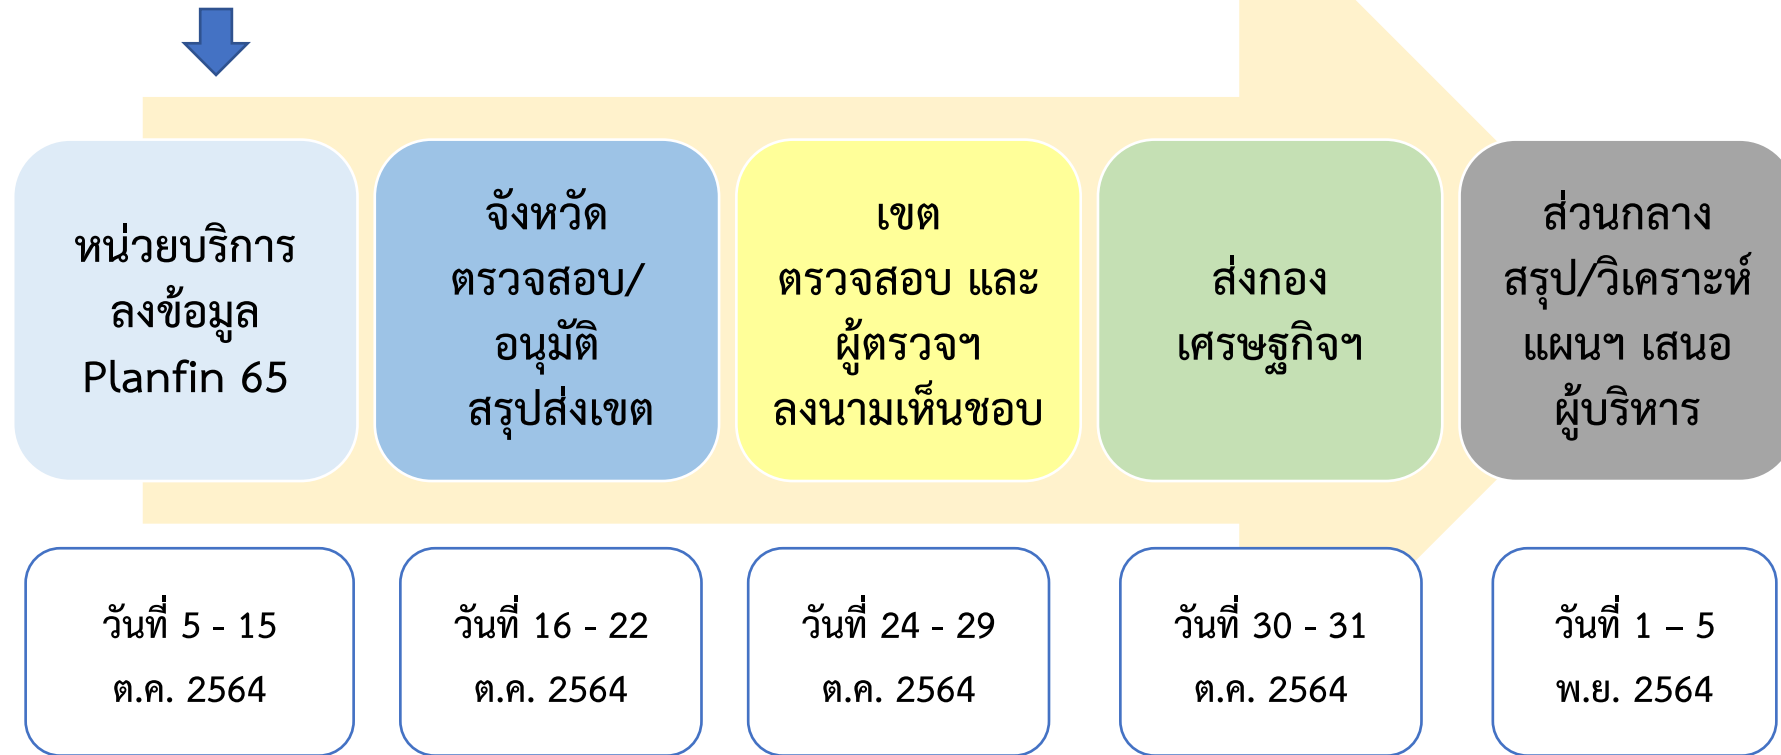 หน่วยบริการ
ลงข้อมูล
Planfin 65
จังหวัด
ตรวจสอบ/
อนุมัติ
สรุปส่งเขต
เขต
ตรวจสอบ และ
ผู้ตรวจฯ
ลงนามเห็นชอบ
ส่งกอง
เศรษฐกิจฯ
ส่วนกลาง
สรุป/วิเคราะห์
แผนฯ เสนอ
ผู้บริหาร
วันที่ 5 - 15
ต.ค. 2564
วันที่ 16 - 22
ต.ค. 2564
วันที่ 24 - 29
ต.ค. 2564
วันที่ 30 - 31
ต.ค. 2564
วันที่ 1 – 5
พ.ย. 2564